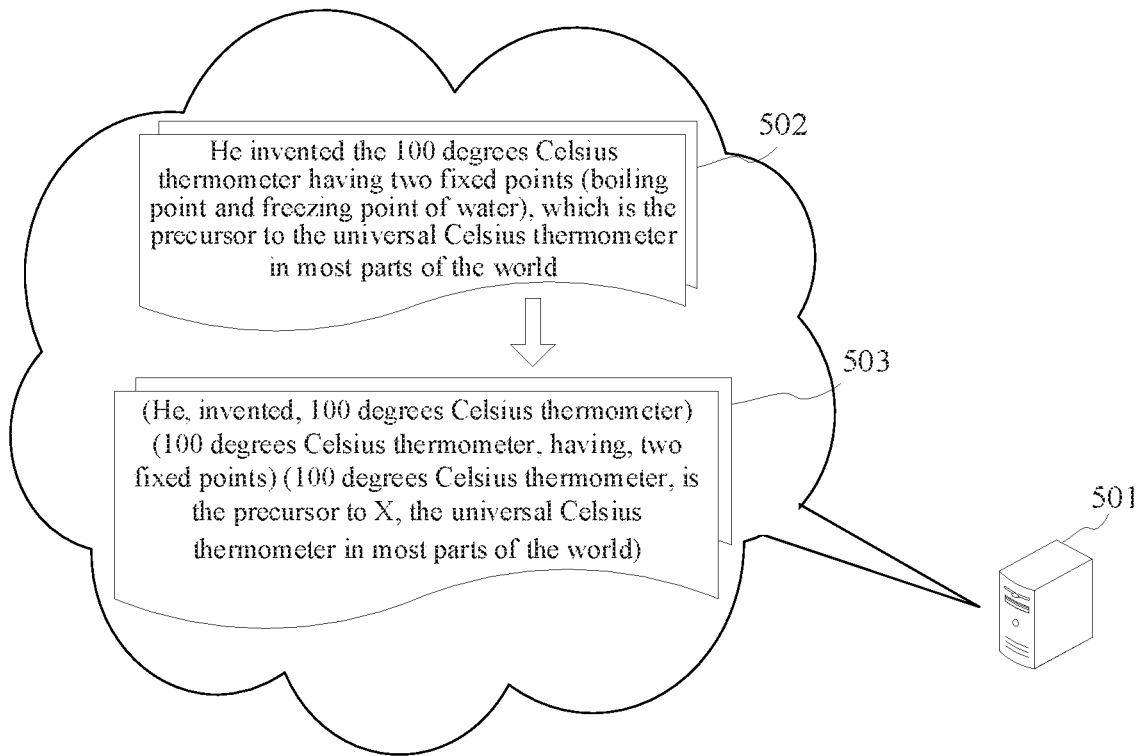 He invented the 100 degrees Celsius
thermometer having two fixed points (boiling
point and freezing point of water), which is the
precursor to the universal Celsius thermometer
in most parts of the world
502
503
(He, invented, 100 degrees Celsius thermometer)
(100 degrees Celsius thermometer, having, two
fixed points) (100 degrees Celsius thermometer, is
the precursor to X, the universal Celsius
thermometer in most parts of the world)
501